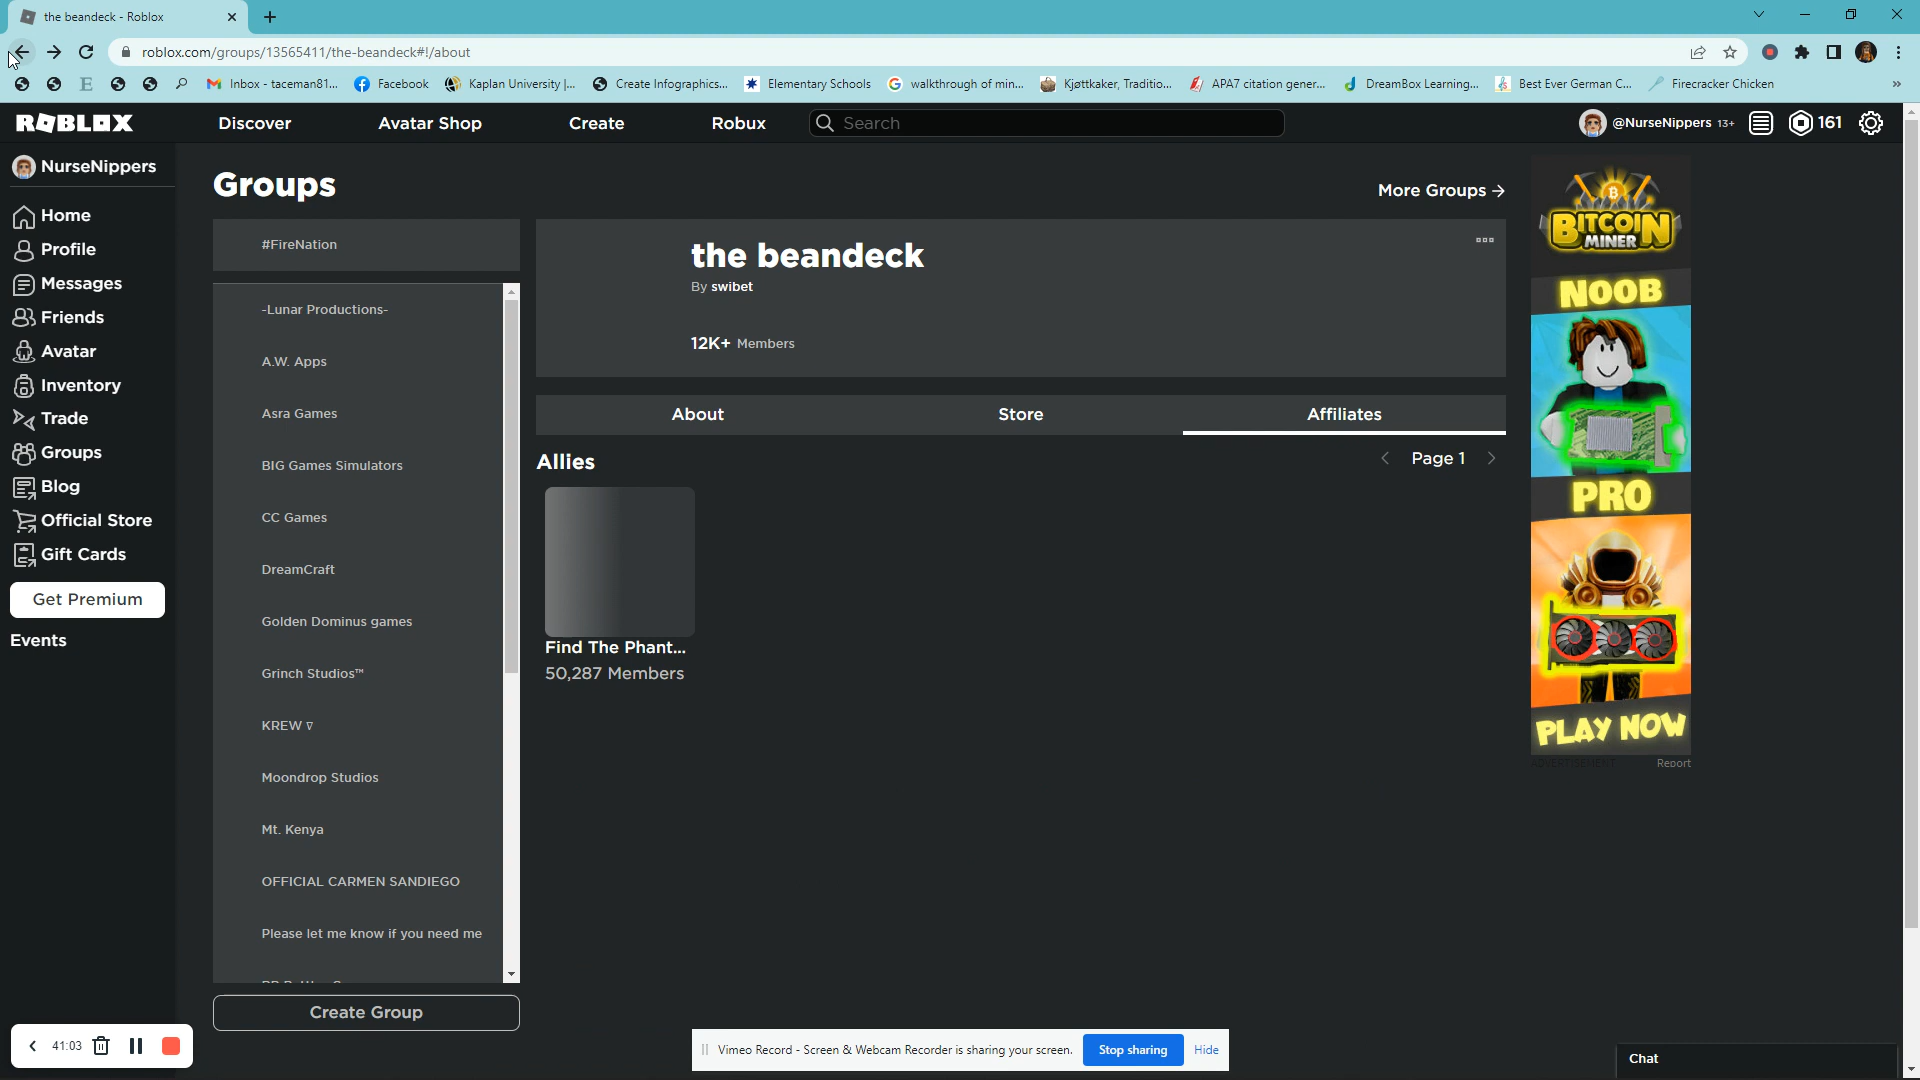 the beandeck - Roblox
roblox.com/groups/13565411/the-beandeck#!/about
Inbox - taceman81... Facebook Kaplan University |... Create Infographics... Elementary Schools walkthrough of min... Kjøttkaker, Traditio... APA7 citation gener... DreamBox Learning,... Best Ever German C... Firecracker Chicken »
ROBLOX Discover Avatar Shop Create Robux Search @NurseNippers 13+ 161
NurseNippers
Home
Profile
Messages
Friends
Avatar
Inventory
Trade
Groups
Blog
Official Store
Gift Cards
Get Premium
Events
Groups
More Groups →
#FireNation
-Lunar Productions-
A.W. Apps
Asra Games
BIG Games Simulators
CC Games
DreamCraft
Golden Dominus games
Grinch Studios™
KREW ∇
Moondrop Studios
Mt. Kenya
OFFICIAL CARMEN SANDIEGO
Please let me know if you need me
Create Group
the beandeck
By swibet
12K+ Members
About Store Affiliates
Allies
Page 1
Find The Phant...
50,287 Members
BITCOIN
MINER
NOOB
PRO
PLAY NOW
ADVERTISEMENT Report
41:03
Vimeo Record - Screen & Webcam Recorder is sharing your screen. Stop sharing Hide
Chat